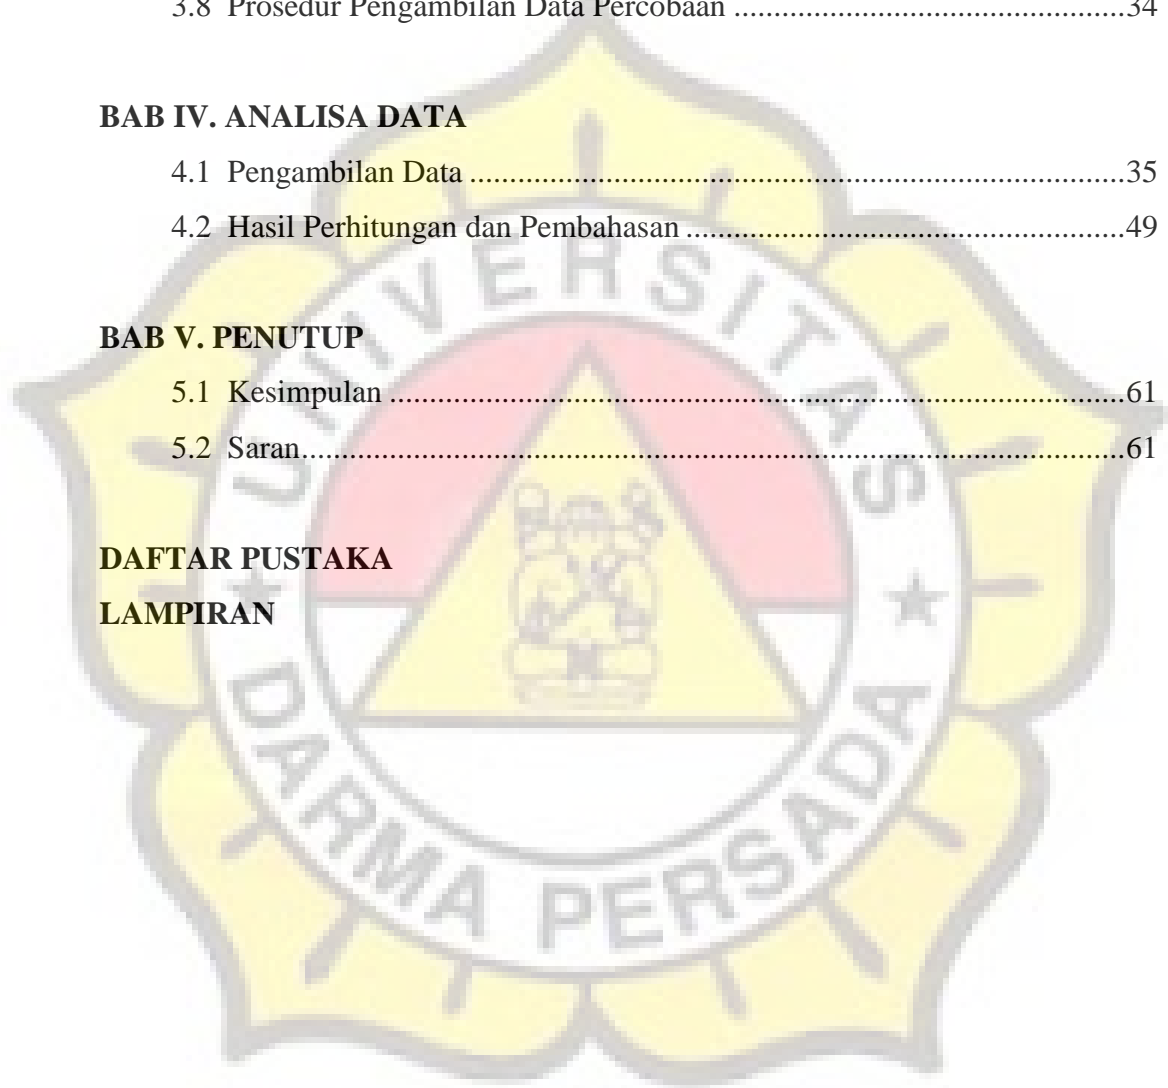 3.8 Prosedur Pengambilan Data Percobaan .................................................34
BAB IV. ANALISA DATA
4.1 Pengambilan Data ..................................................................................35
4.2 Hasil Perhitungan dan Pembahasan .......................................................49
BAB V. PENUTUP
5.1 Kesimpulan ............................................................................................61
5.2 Saran.......................................................................................................61
DAFTAR PUSTAKA
LAMPIRAN
UNIVERSITAS
DARMA PERSADA